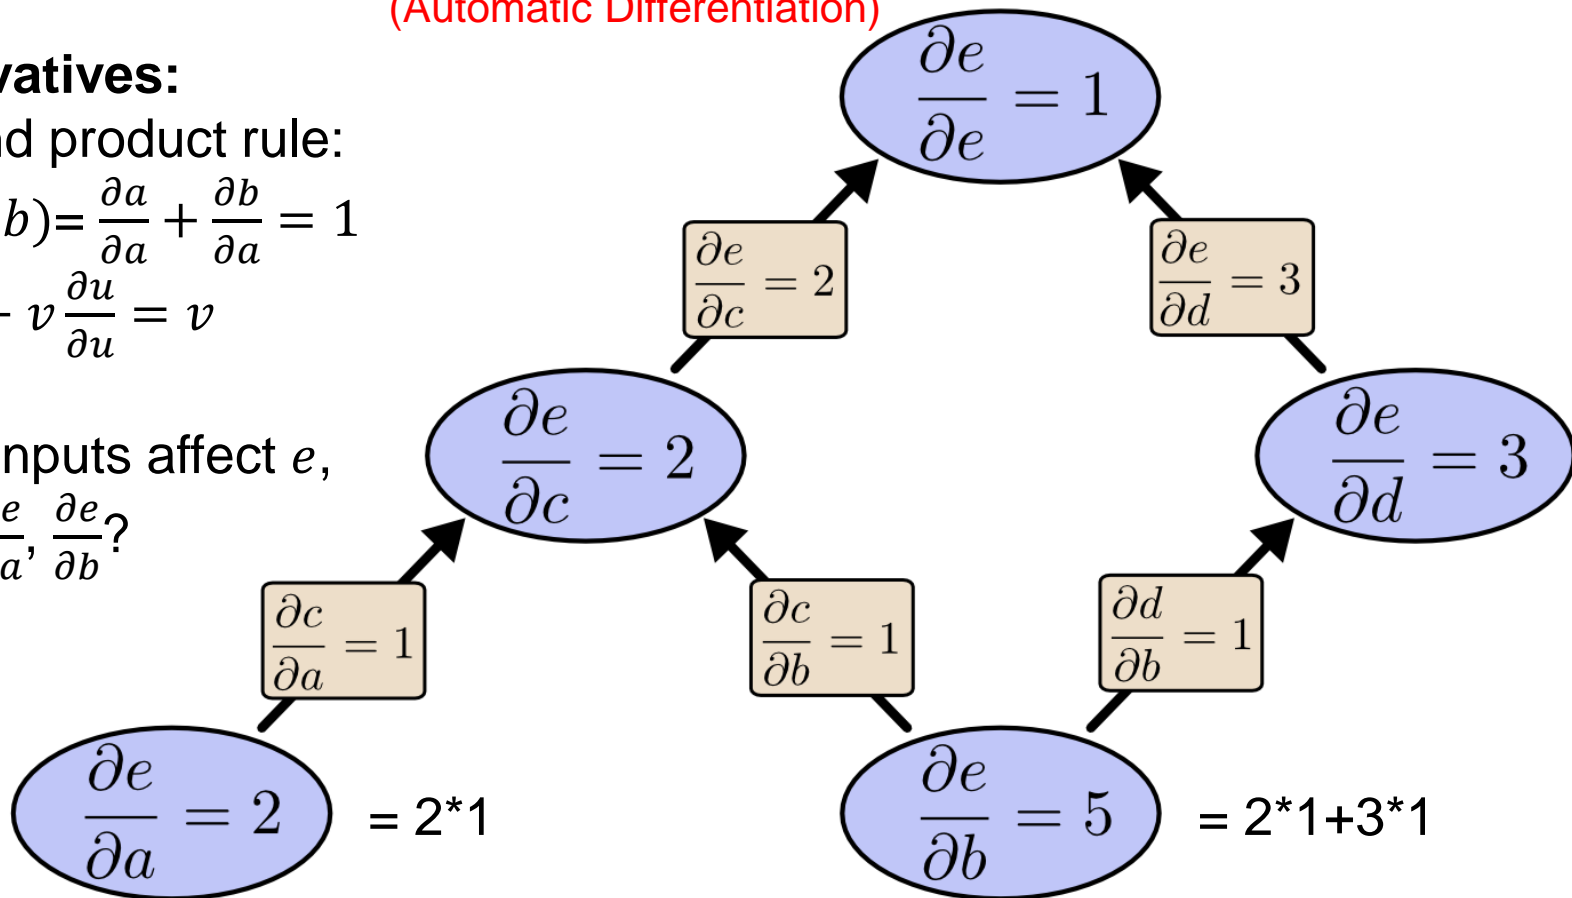 (Automatic Differentiation)
vatives:
nd product rule:
b)= ∂a/∂a + ∂b/∂a = 1
v ∂u/∂u = v
nputs affect e,
e/a, ∂e/∂b?
∂e/∂e = 1
∂e/∂c = 2
∂e/∂d = 3
∂e/∂c = 2
∂e/∂d = 3
∂c/∂a = 1
∂c/∂b = 1
∂d/∂b = 1
∂e/∂a = 2 = 2*1
∂e/∂b = 5 = 2*1+3*1